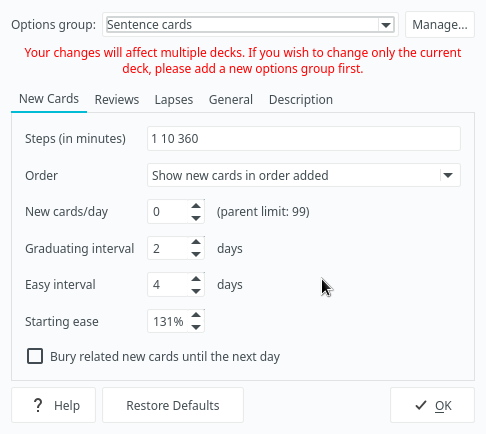 Options group: Sentence cards Manage...
Your changes will affect multiple decks. If you wish to change only the current
deck, please add a new options group first.
New Cards Reviews Lapses General Description
Steps (in minutes) 1 10 360
Order Show new cards in order added
New cards/day 0 (parent limit: 99)
Graduating interval 2 days
Easy interval 4 days
Starting ease 131%
Bury related new cards until the next day
? Help Restore Defaults OK